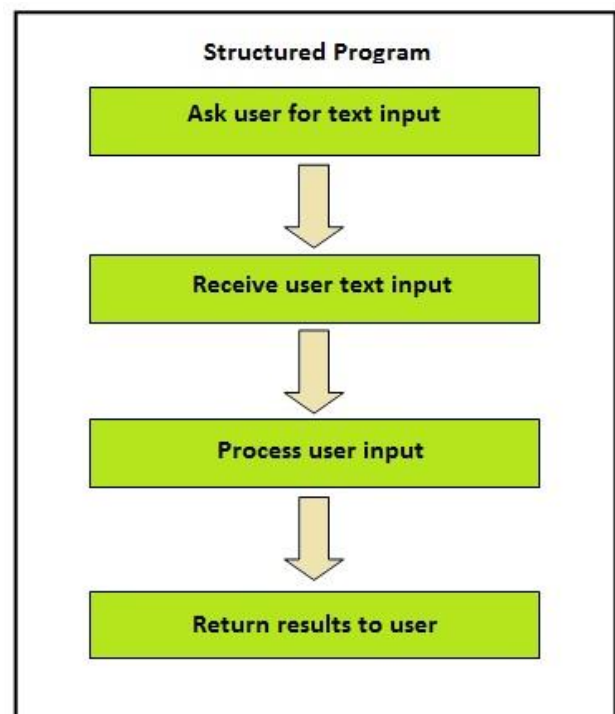 Structured Program
Ask user for text input
Receive user text input
Process user input
Return results to user